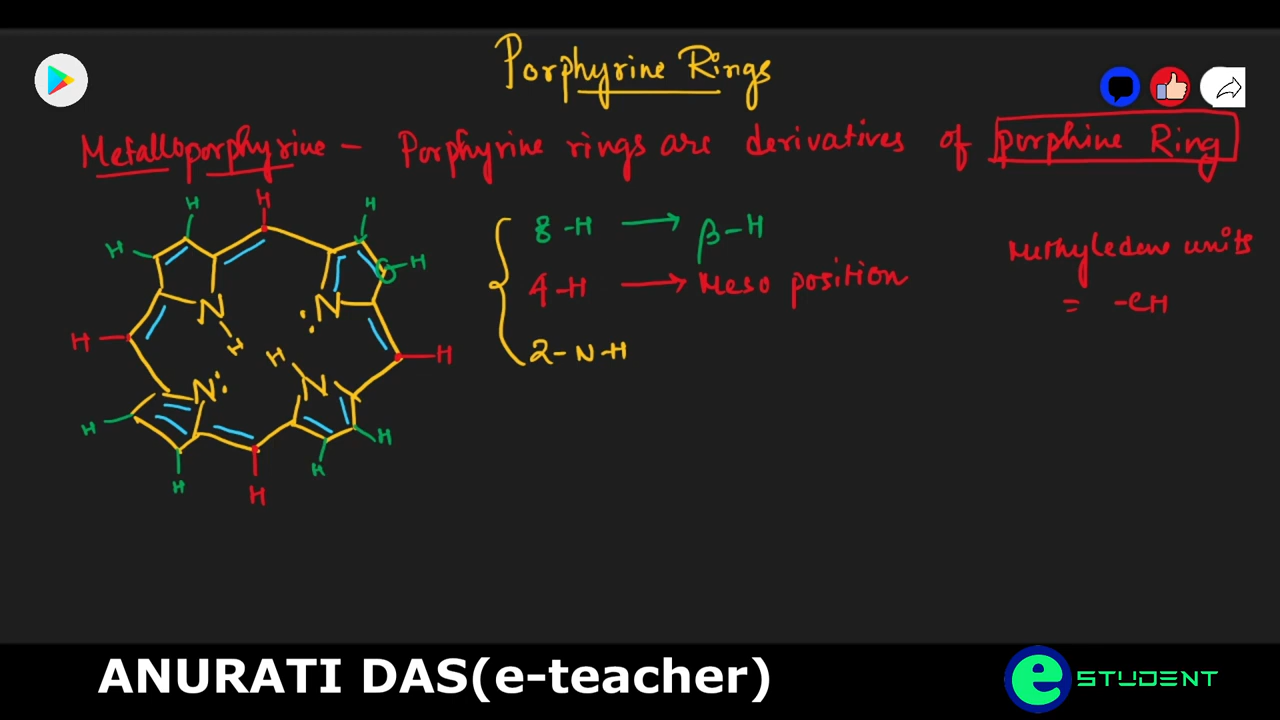 Porphyrine Rings
Metalloporphyrine – Porphyrine rings are derivatives of porphine Ring
H H H H
H H
N N
8 -H → β-H
4 -H → Meso position
2- N-H
Methyledene units
= -CH
H H H
H H
N: N
H H H
H H
ANURATI DAS(e-teacher)
e STUDENT